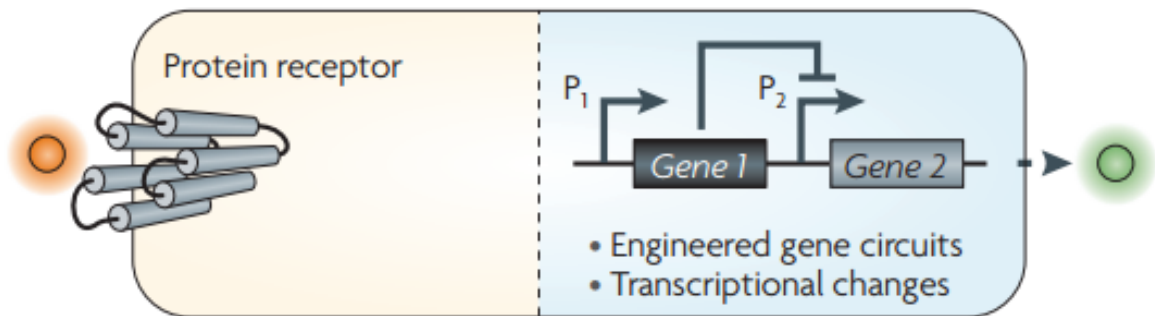 Protein receptor
P1
P2
Gene 1
Gene 2
• Engineered gene circuits
• Transcriptional changes